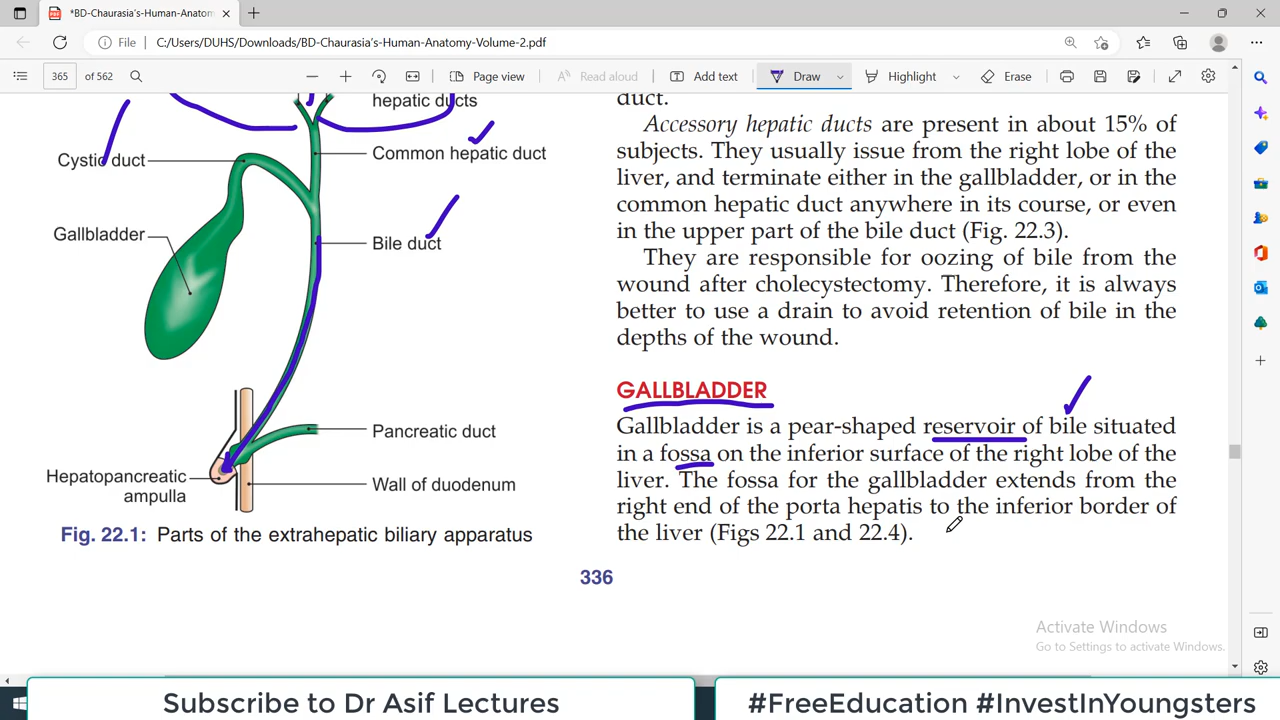 *BD-Chaurasia's-Human-Anatom
File
C:/Users/DUHS/Downloads/BD-Chaurasia's-Human-Anatomy-Volume-2.pdf
365 of 562
Page view
Read aloud
Add text
Draw
Highlight
Erase
hepatic ducts
Cystic duct
Common hepatic duct
Gallbladder
Bile duct
Pancreatic duct
Hepatopancreatic
ampulla
Wall of duodenum
Fig. 22.1: Parts of the extrahepatic biliary apparatus
duct.
Accessory hepatic ducts are present in about 15% of
subjects. They usually issue from the right lobe of the
liver, and terminate either in the gallbladder, or in the
common hepatic duct anywhere in its course, or even
in the upper part of the bile duct (Fig. 22.3).
They are responsible for oozing of bile from the
wound after cholecystectomy. Therefore, it is always
better to use a drain to avoid retention of bile in the
depths of the wound.
GALLBLADDER
Gallbladder is a pear-shaped reservoir of bile situated
in a fossa on the inferior surface of the right lobe of the
liver. The fossa for the gallbladder extends from the
right end of the porta hepatis to the inferior border of
the liver (Figs 22.1 and 22.4).
336
Activate Windows
Go to Settings to activate Windows.
Subscribe to Dr Asif Lectures
#FreeEducation #InvestInYoungsters